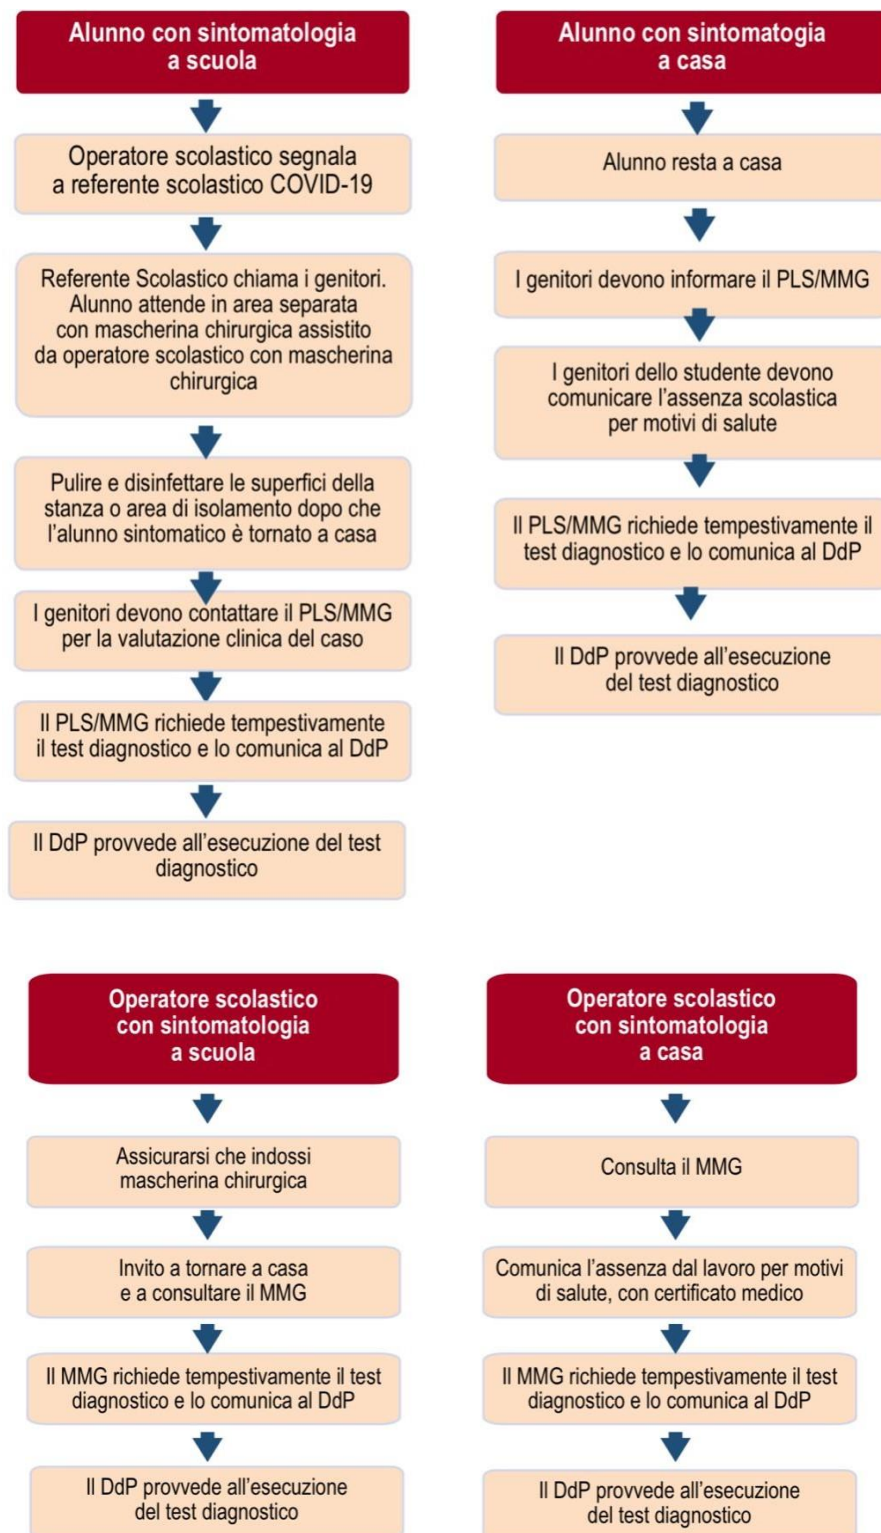 Alunno con sintomatologia
a scuola
Operatore scolastico segnala
a referente scolastico COVID-19
Referente Scolastico chiama i genitori.
Alunno attende in area separata
con mascherina chirurgica assistito
da operatore scolastico con mascherina
chirurgica
Pulire e disinfettare le superfici della
stanza o area di isolamento dopo che
l’alunno sintomatico è tornato a casa
I genitori devono contattare il PLS/MMG
per la valutazione clinica del caso
Il PLS/MMG richiede tempestivamente
il test diagnostico e lo comunica al DdP
Il DdP provvede all’esecuzione del test
diagnostico
Alunno con sintomatogia
a casa
Alunno resta a casa
I genitori devono informare il PLS/MMG
I genitori dello studente devono
comunicare l’assenza scolastica
per motivi di salute
Il PLS/MMG richiede tempestivamente il
test diagnostico e lo comunica al DdP
Il DdP provvede all’esecuzione
del test diagnostico
Operatore scolastico
con sintomatologia
a scuola
Assicurarsi che indossi
mascherina chirurgica
Invito a tornare a casa
e a consultare il MMG
Il MMG richiede tempestivamente il test
diagnostico e lo comunica al DdP
Il DdP provvede all’esecuzione
del test diagnostico
Operatore scolastico
con sintomatologia
a casa
Consulta il MMG
Comunica l’assenza dal lavoro per motivi
di salute, con certificato medico
Il MMG richiede tempestivamente il test
diagnostico e lo comunica al DdP
Il DdP provvede all’esecuzione
del test diagnostico